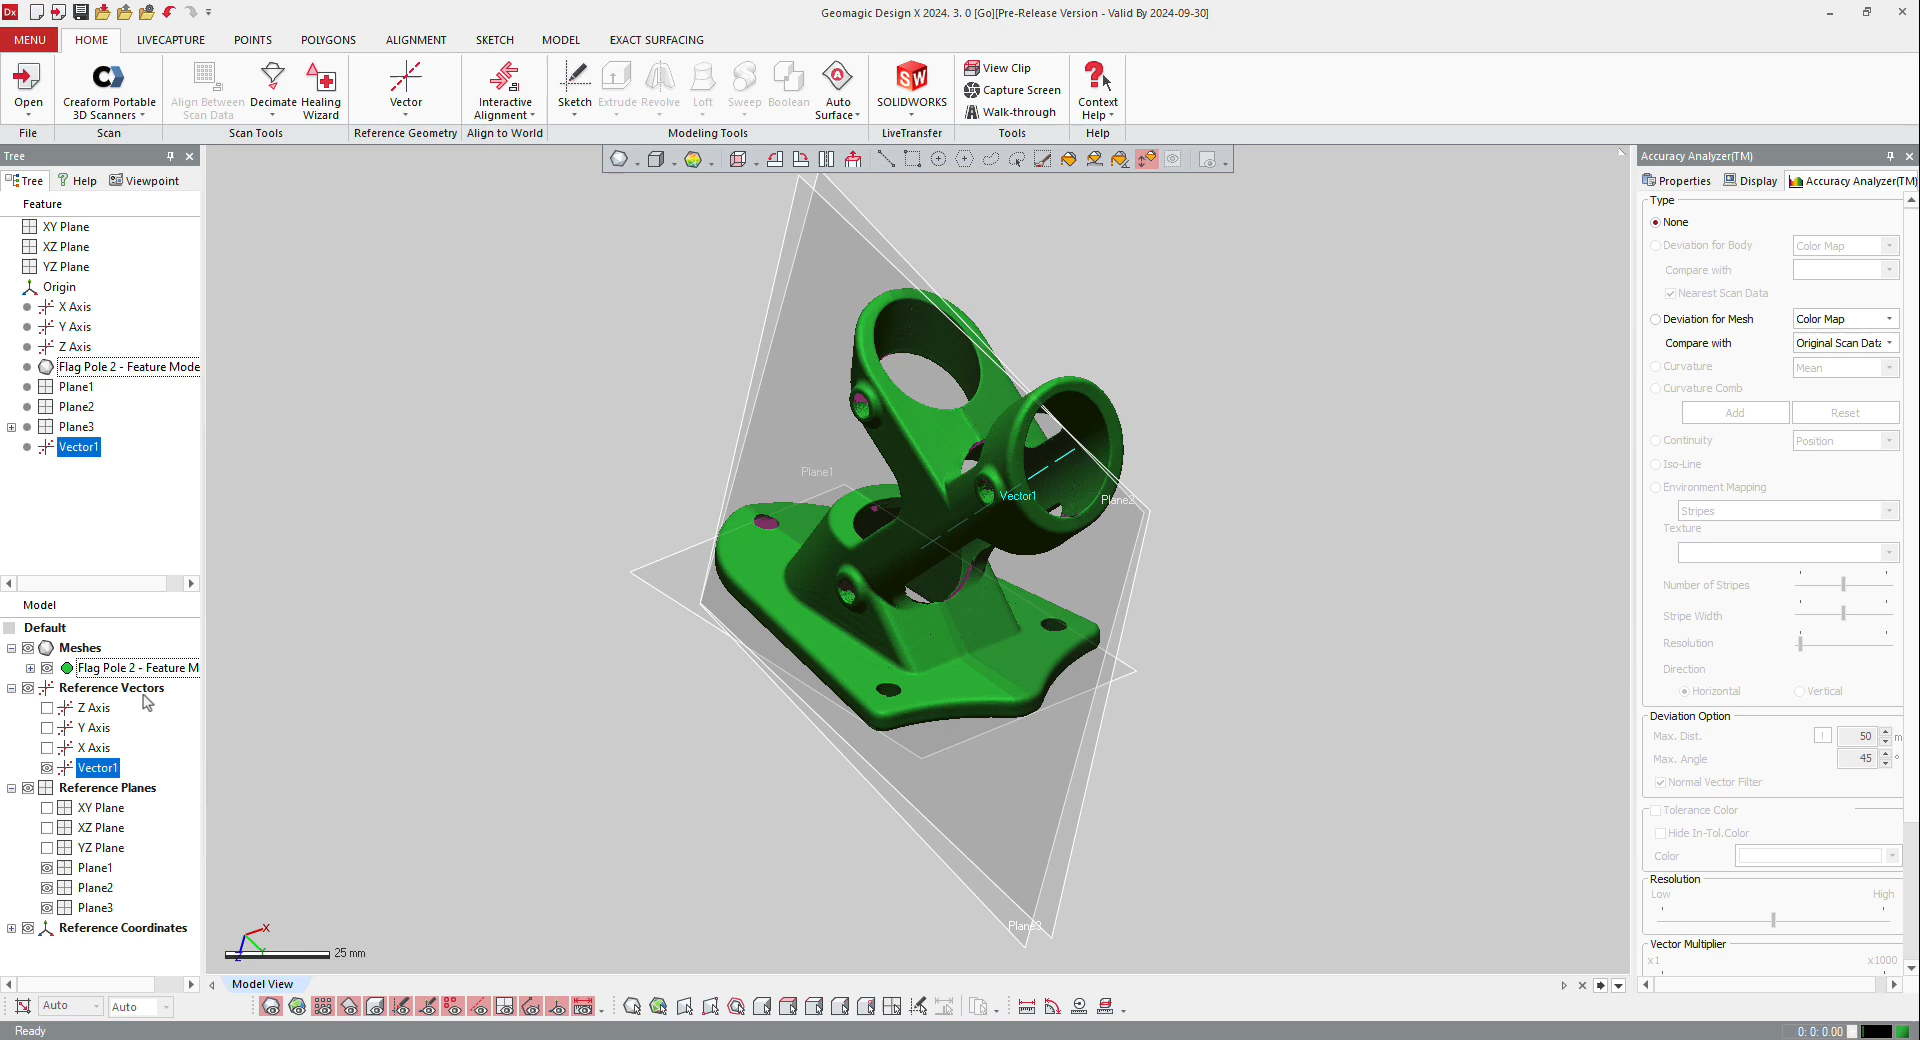 Dx
Geomagic Design X 2024. 3. 0 [Go][Pre-Release Version - Valid By 2024-09-30]
MENU HOME LIVECAPTURE POINTS POLYGONS ALIGNMENT SKETCH MODEL EXACT SURFACING
Open
File
Creaform Portable
3D Scanners
Scan
Align Between
Scan Data
Decimate
Healing
Wizard
Scan Tools
Vector
Reference Geometry
Interactive
Alignment
Align to World
Sketch Extrude Revolve Loft Sweep Boolean Auto
Surface
Modeling Tools
SOLIDWORKS
LiveTransfer
View Clip
Capture Screen
Walk-through
Tools
Context
Help
Help
Tree
Tree Help Viewpoint
Feature
XY Plane
XZ Plane
YZ Plane
Origin
X Axis
Y Axis
Z Axis
Flag Pole 2 - Feature Mode
Plane1
Plane2
Plane3
Vector1
Model
Default
Meshes
Flag Pole 2 - Feature M
Reference Vectors
Z Axis
Y Axis
X Axis
Vector1
Reference Planes
XY Plane
XZ Plane
YZ Plane
Plane1
Plane2
Plane3
Reference Coordinates
Plane1
Vector1
Plane2
Plane3
X
Y
Z
25 mm
Model View
Accuracy Analyzer(TM)
Properties Display Accuracy Analyzer(TM)
Type
None
Deviation for Body Color Map
Compare with
Nearest Scan Data
Deviation for Mesh Color Map
Compare with Original Scan Data
Curvature Mean
Curvature Comb
Add Reset
Continuity Position
Iso-Line
Environment Mapping
Stripes
Texture
Number of Stripes
Stripe Width
Resolution
Direction
Horizontal Vertical
Deviation Option
Max. Dist. ! 50 m
Max. Angle 45 °
Normal Vector Filter
Tolerance Color
Hide In-Tol.Color
Color
Resolution
Low High
Vector Multiplier
x1 x1000
Auto Auto
Ready
0: 0: 0.00